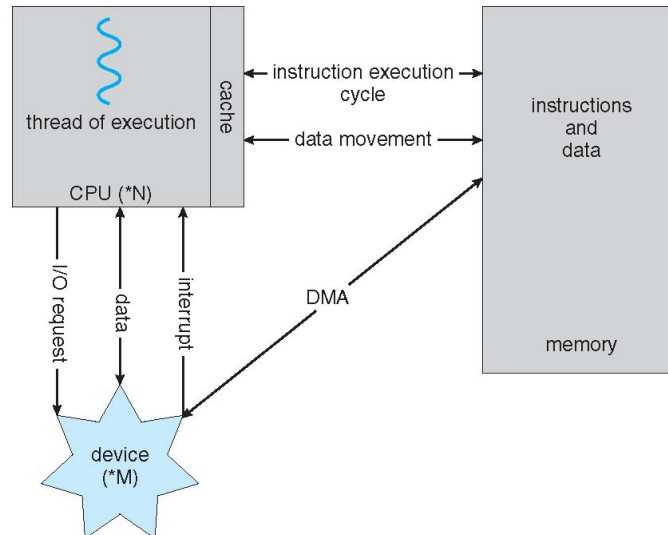 thread of execution
cache
CPU (*N)
instruction execution
cycle
data movement
instructions
and
data
memory
I/O request
data
interrupt
DMA
device
(*M)